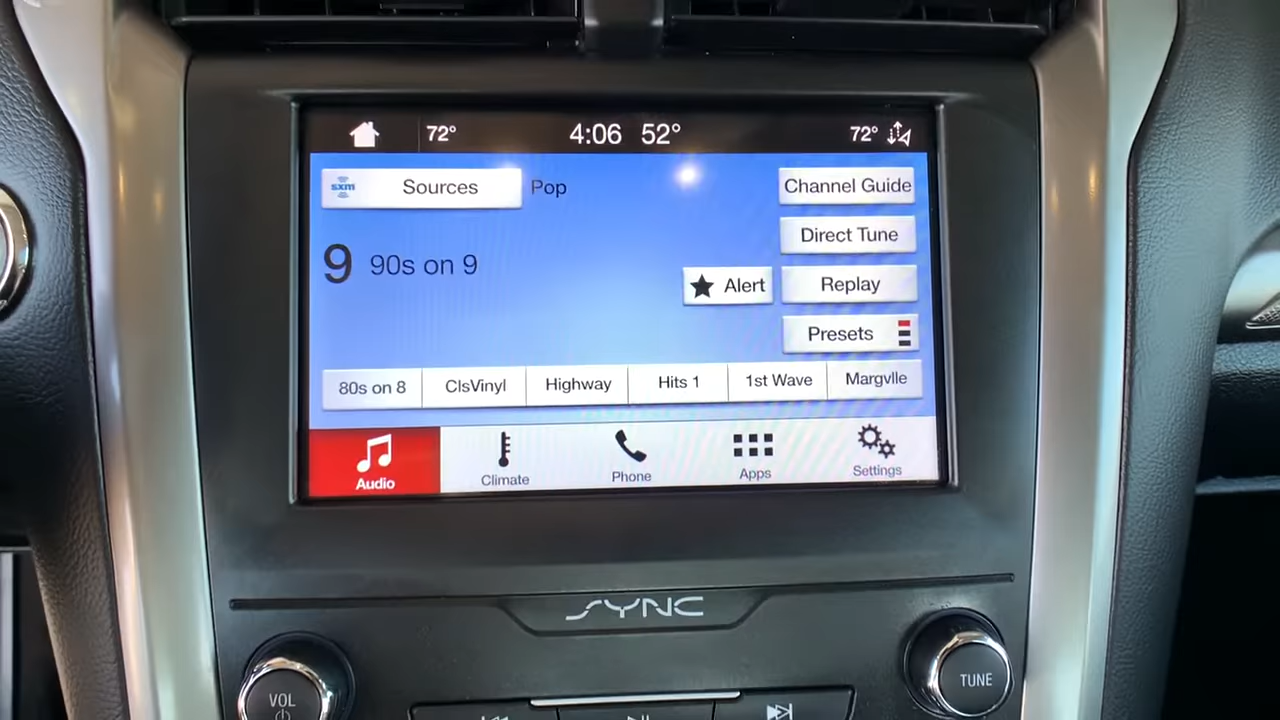 72° 4:06 52° 72°
sxm Sources Pop Channel Guide
Direct Tune
9 90s on 9
Alert Replay
Presets
80s on 8 ClsVinyl Highway Hits 1 1st Wave Margvlle
Audio Climate Phone Apps Settings
SYNC
VOL TUNE